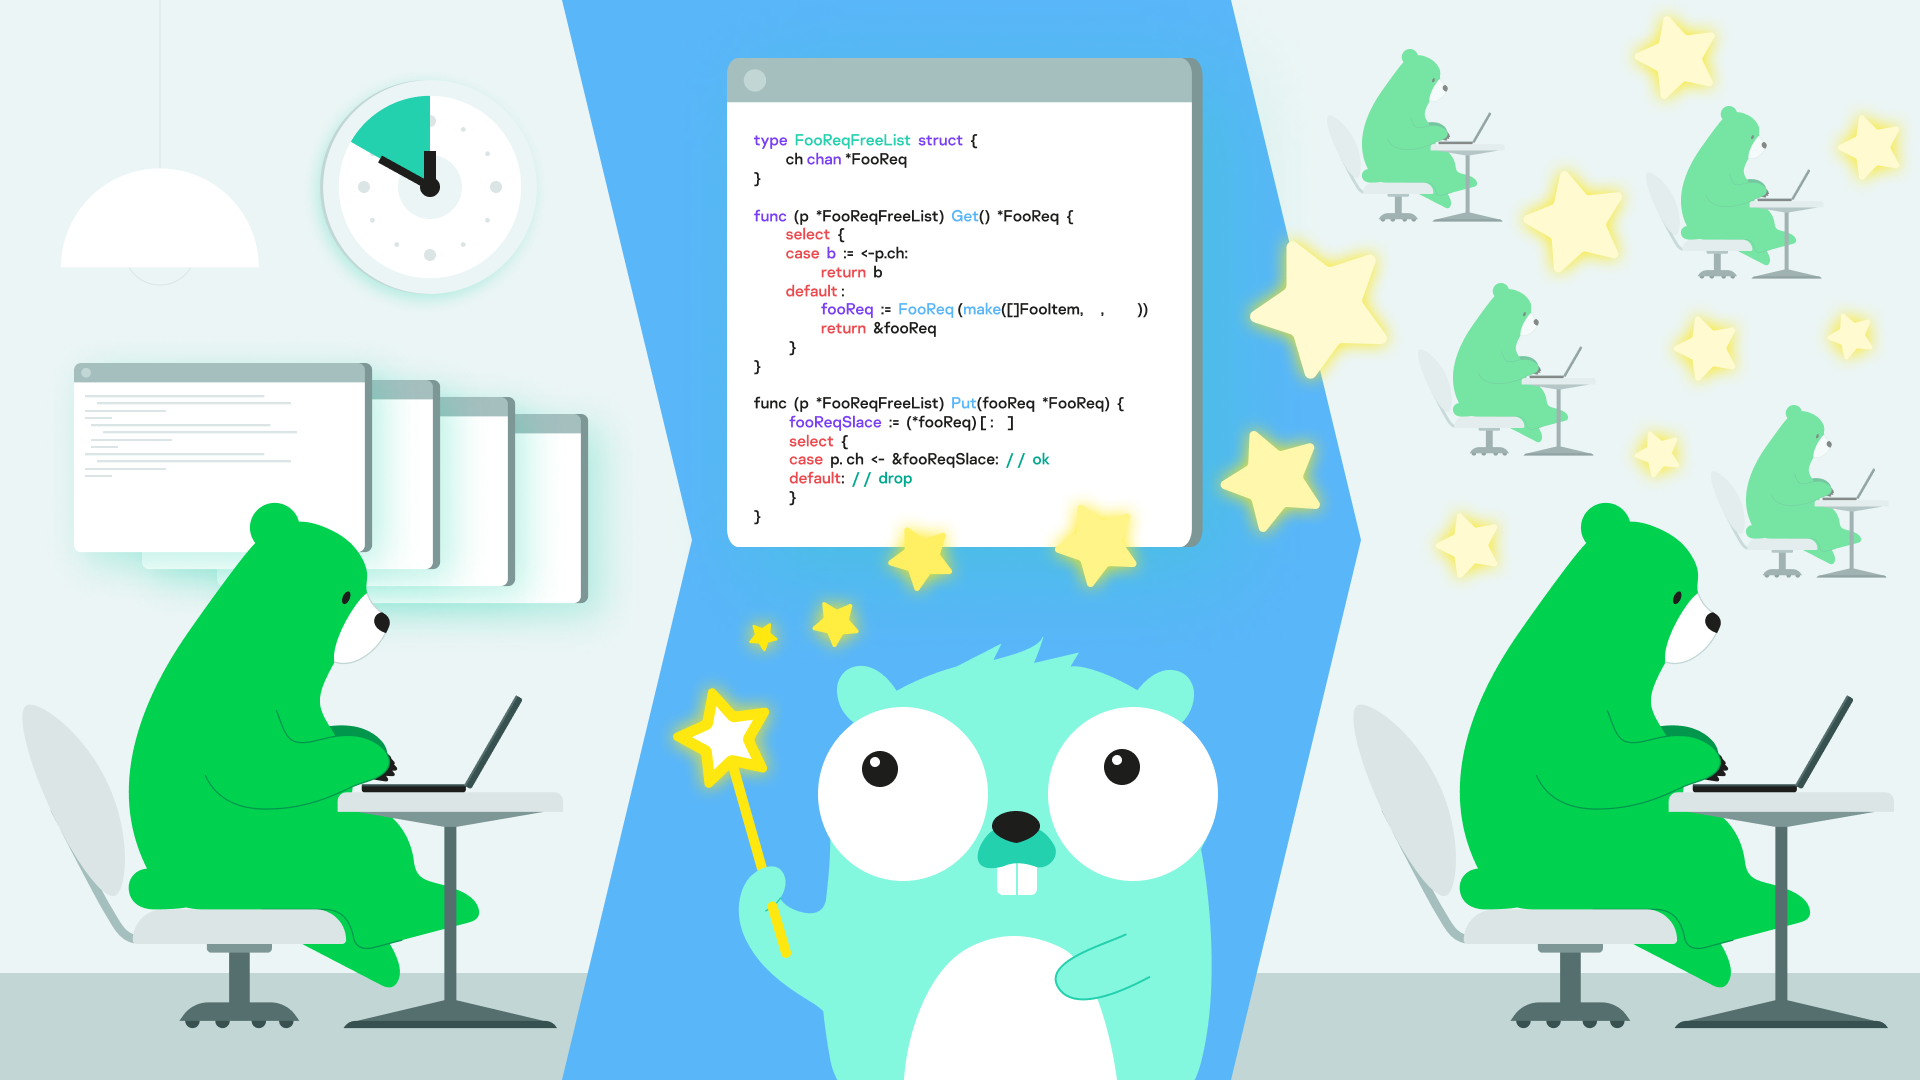 type FooReqFreeList struct {
ch chan *FooReq
}
func (p *FooReqFreeList) Get() *FooReq {
select {
case b := <-p.ch:
return b
default :
fooReq := FooReq (make([]FooItem, , ))
return &fooReq
}
}
func (p *FooReqFreeList) Put(fooReq *FooReq) {
fooReqSlace := (*fooReq) [ : ]
select {
case p. ch <- &fooReqSlace: // ok
default: // drop
}
}